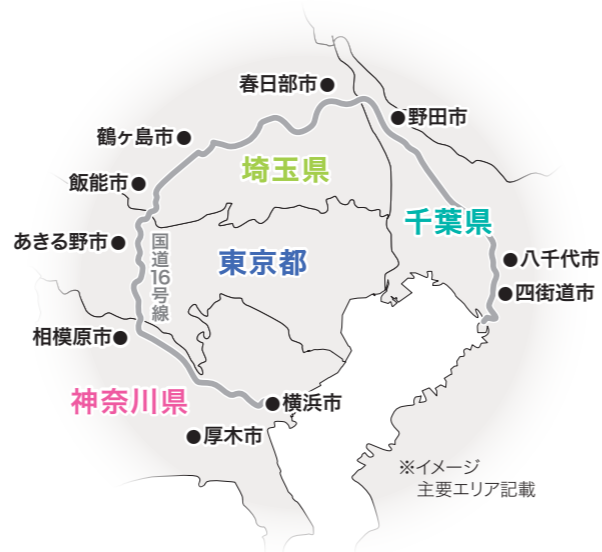 春日部市
野田市
鶴ヶ島市
埼玉県
飯能市
千葉県
あきる野市
国道16号線
東京都
八千代市
四街道市
相模原市
神奈川県
横浜市
厚木市
※イメージ
主要エリア記載